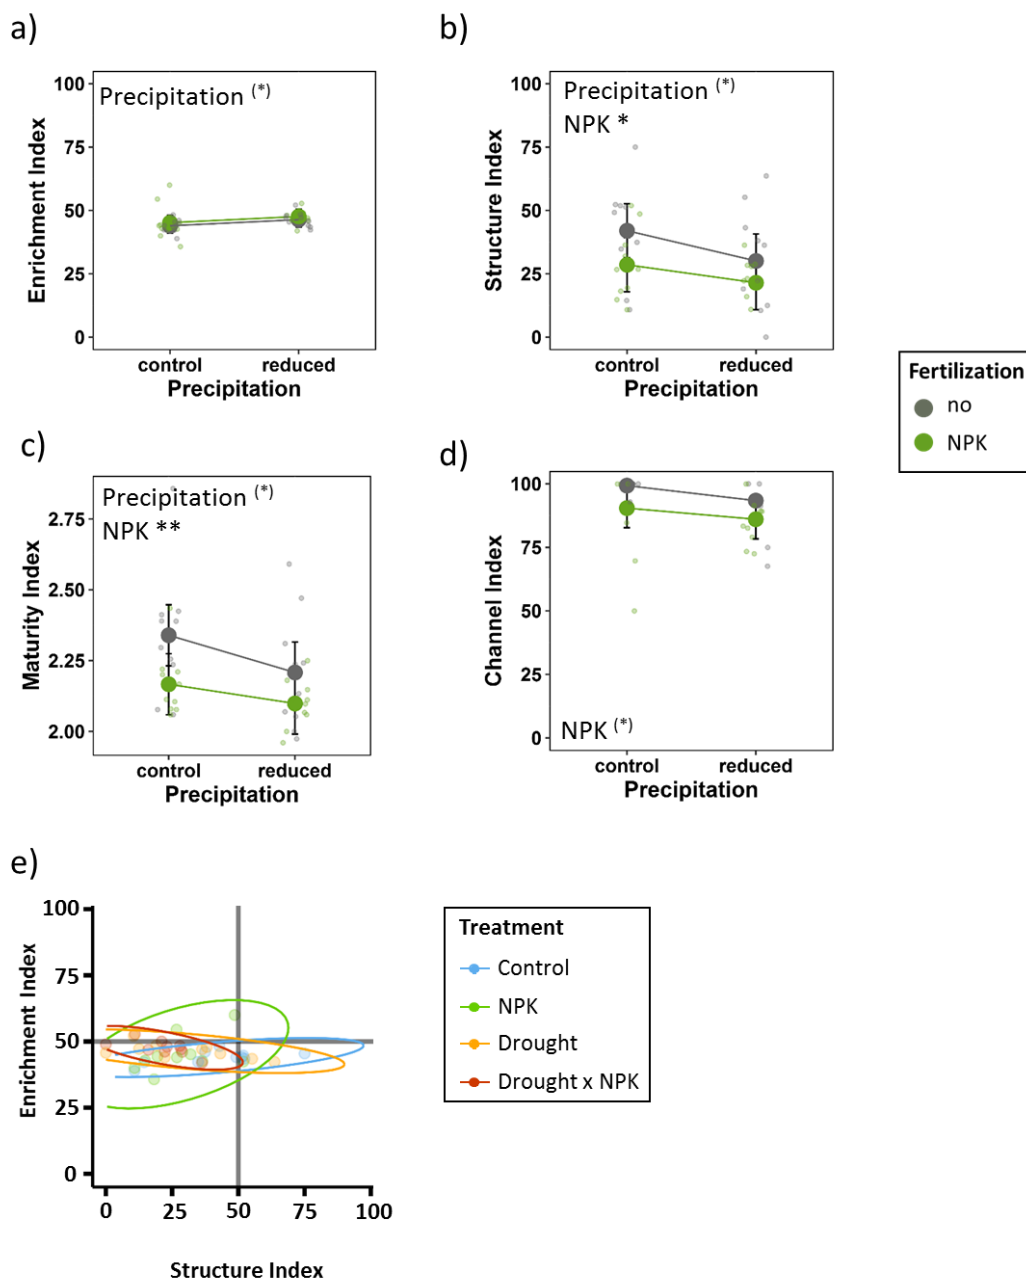 a)
100
75
50
25
0
Enrichment Index
Precipitation (*)
control reduced
Precipitation
b)
100
75
50
25
0
Structure Index
Precipitation (*)
NPK *
control reduced
Precipitation
Fertilization
no
NPK
c)
2.75
2.50
2.25
2.00
Maturity Index
Precipitation (*)
NPK **
control reduced
Precipitation
d)
100
75
50
25
0
Channel Index
NPK (*)
control reduced
Precipitation
e)
100
75
50
25
0
Enrichment Index
0 25 50 75 100
Structure Index
Treatment
Control
NPK
Drought
Drought x NPK